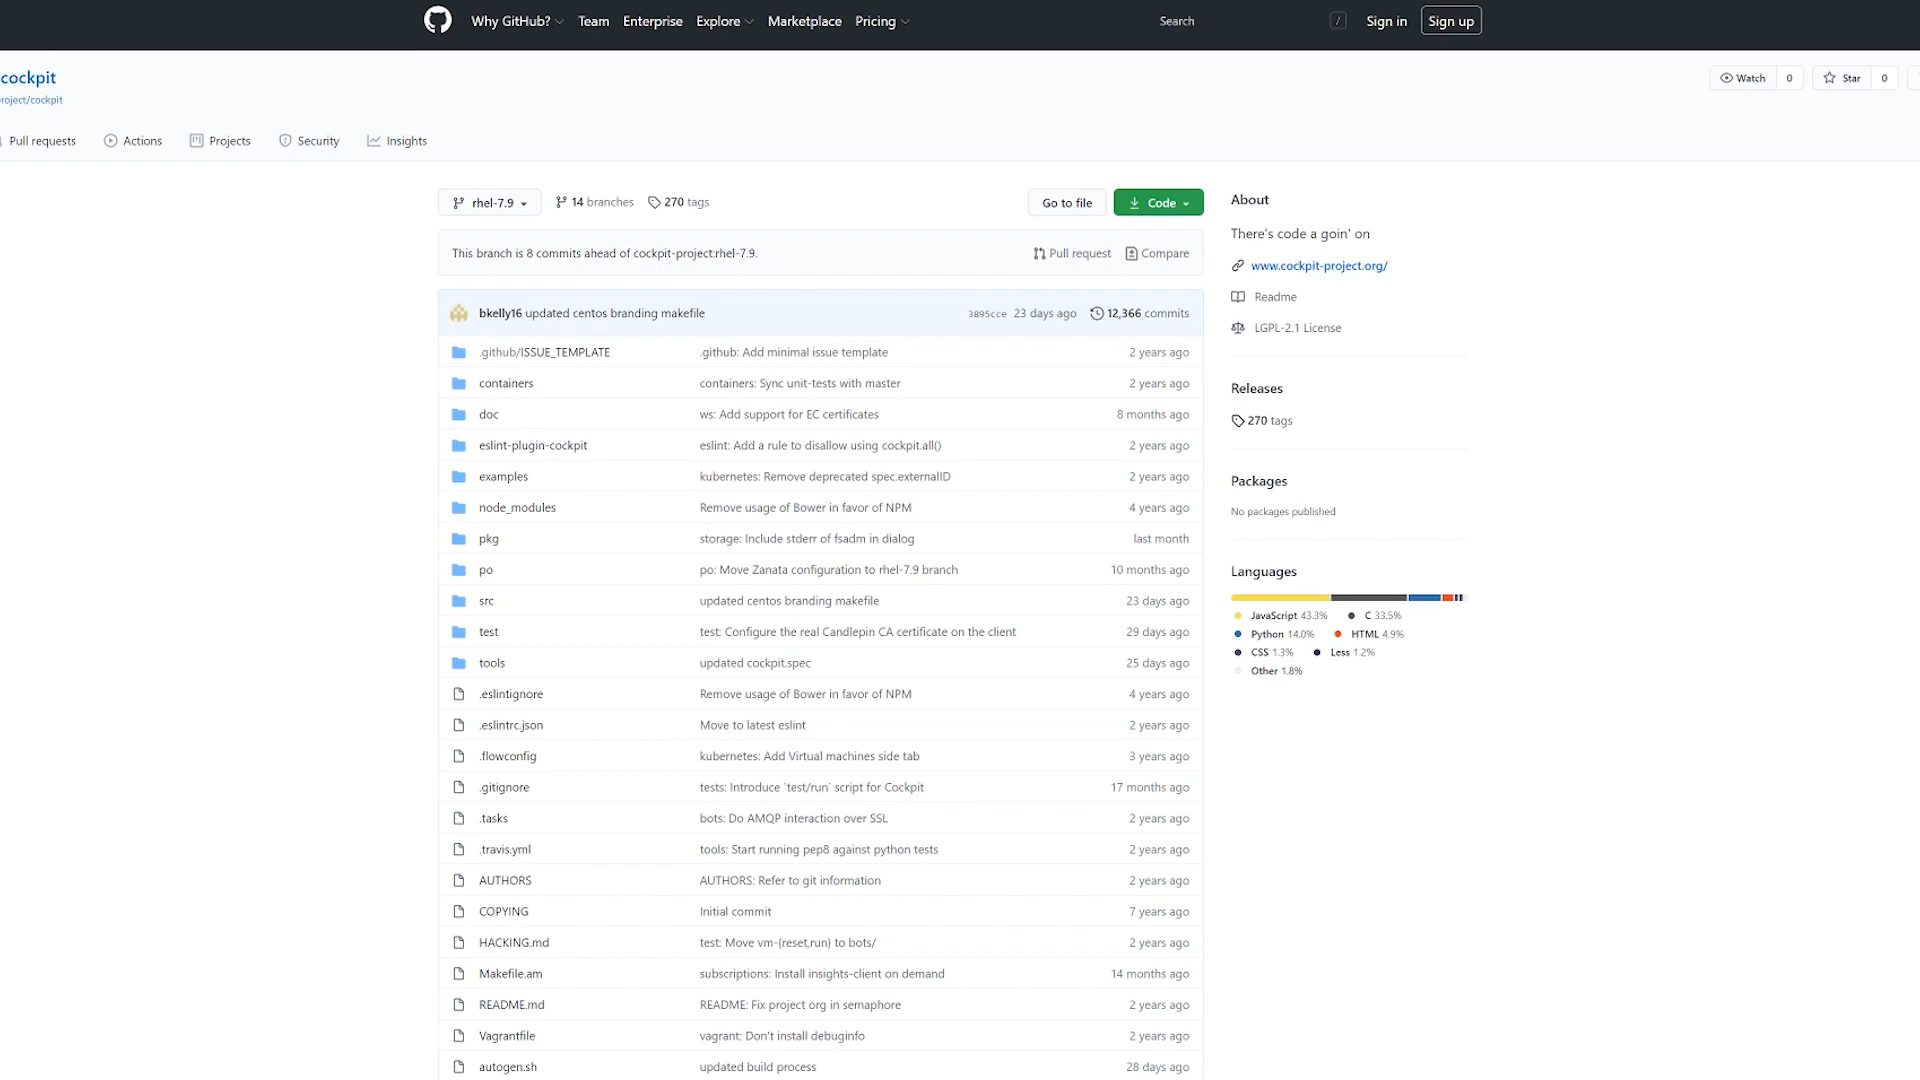 Why GitHub? Team Enterprise Explore Marketplace Pricing Search / Sign in Sign up
cockpit
roject/cockpit
Watch 0 Star 0
Pull requests Actions Projects Security Insights
rhel-7.9 14 branches 270 tags Go to file Code
This branch is 8 commits ahead of cockpit-project:rhel-7.9. Pull request Compare
bkelly16 updated centos branding makefile 3895cce 23 days ago 12,366 commits
.github/ISSUE_TEMPLATE .github: Add minimal issue template 2 years ago
containers containers: Sync unit-tests with master 2 years ago
doc ws: Add support for EC certificates 8 months ago
eslint-plugin-cockpit eslint: Add a rule to disallow using cockpit.all() 2 years ago
examples kubernetes: Remove deprecated spec.externalID 2 years ago
node_modules Remove usage of Bower in favor of NPM 4 years ago
pkg storage: Include stderr of fsadm in dialog last month
po po: Move Zanata configuration to rhel-7.9 branch 10 months ago
src updated centos branding makefile 23 days ago
test test: Configure the real Candlepin CA certificate on the client 29 days ago
tools updated cockpit.spec 25 days ago
.eslintignore Remove usage of Bower in favor of NPM 4 years ago
.eslintrc.json Move to latest eslint 2 years ago
.flowconfig kubernetes: Add Virtual machines side tab 3 years ago
.gitignore tests: Introduce `test/run` script for Cockpit 17 months ago
.tasks bots: Do AMQP interaction over SSL 2 years ago
.travis.yml tools: Start running pep8 against python tests 2 years ago
AUTHORS AUTHORS: Refer to git information 2 years ago
COPYING Initial commit 7 years ago
HACKING.md test: Move vm-{reset,run} to bots/ 2 years ago
Makefile.am subscriptions: Install insights-client on demand 14 months ago
README.md README: Fix project org in semaphore 2 years ago
Vagrantfile vagrant: Don't install debuginfo 2 years ago
autogen.sh updated build process 28 days ago
About
There's code a goin' on
www.cockpit-project.org/
Readme
LGPL-2.1 License
Releases
270 tags
Packages
No packages published
Languages
JavaScript 43.3% C 33.5%
Python 14.0% HTML 4.9%
CSS 1.3% Less 1.2%
Other 1.8%